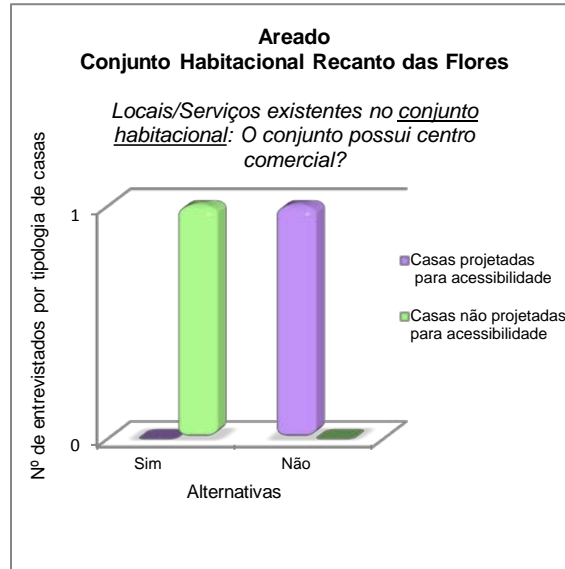 Areado
Conjunto Habitacional Recanto das Flores
Locais/Serviços existentes no conjunto
habitacional: O conjunto possui centro
comercial?
Nº de entrevistados por tipologia de casas
1
0
Sim
Não
Alternativas
Casas projetadas
para acessibilidade
Casas não projetadas
para acessibilidade